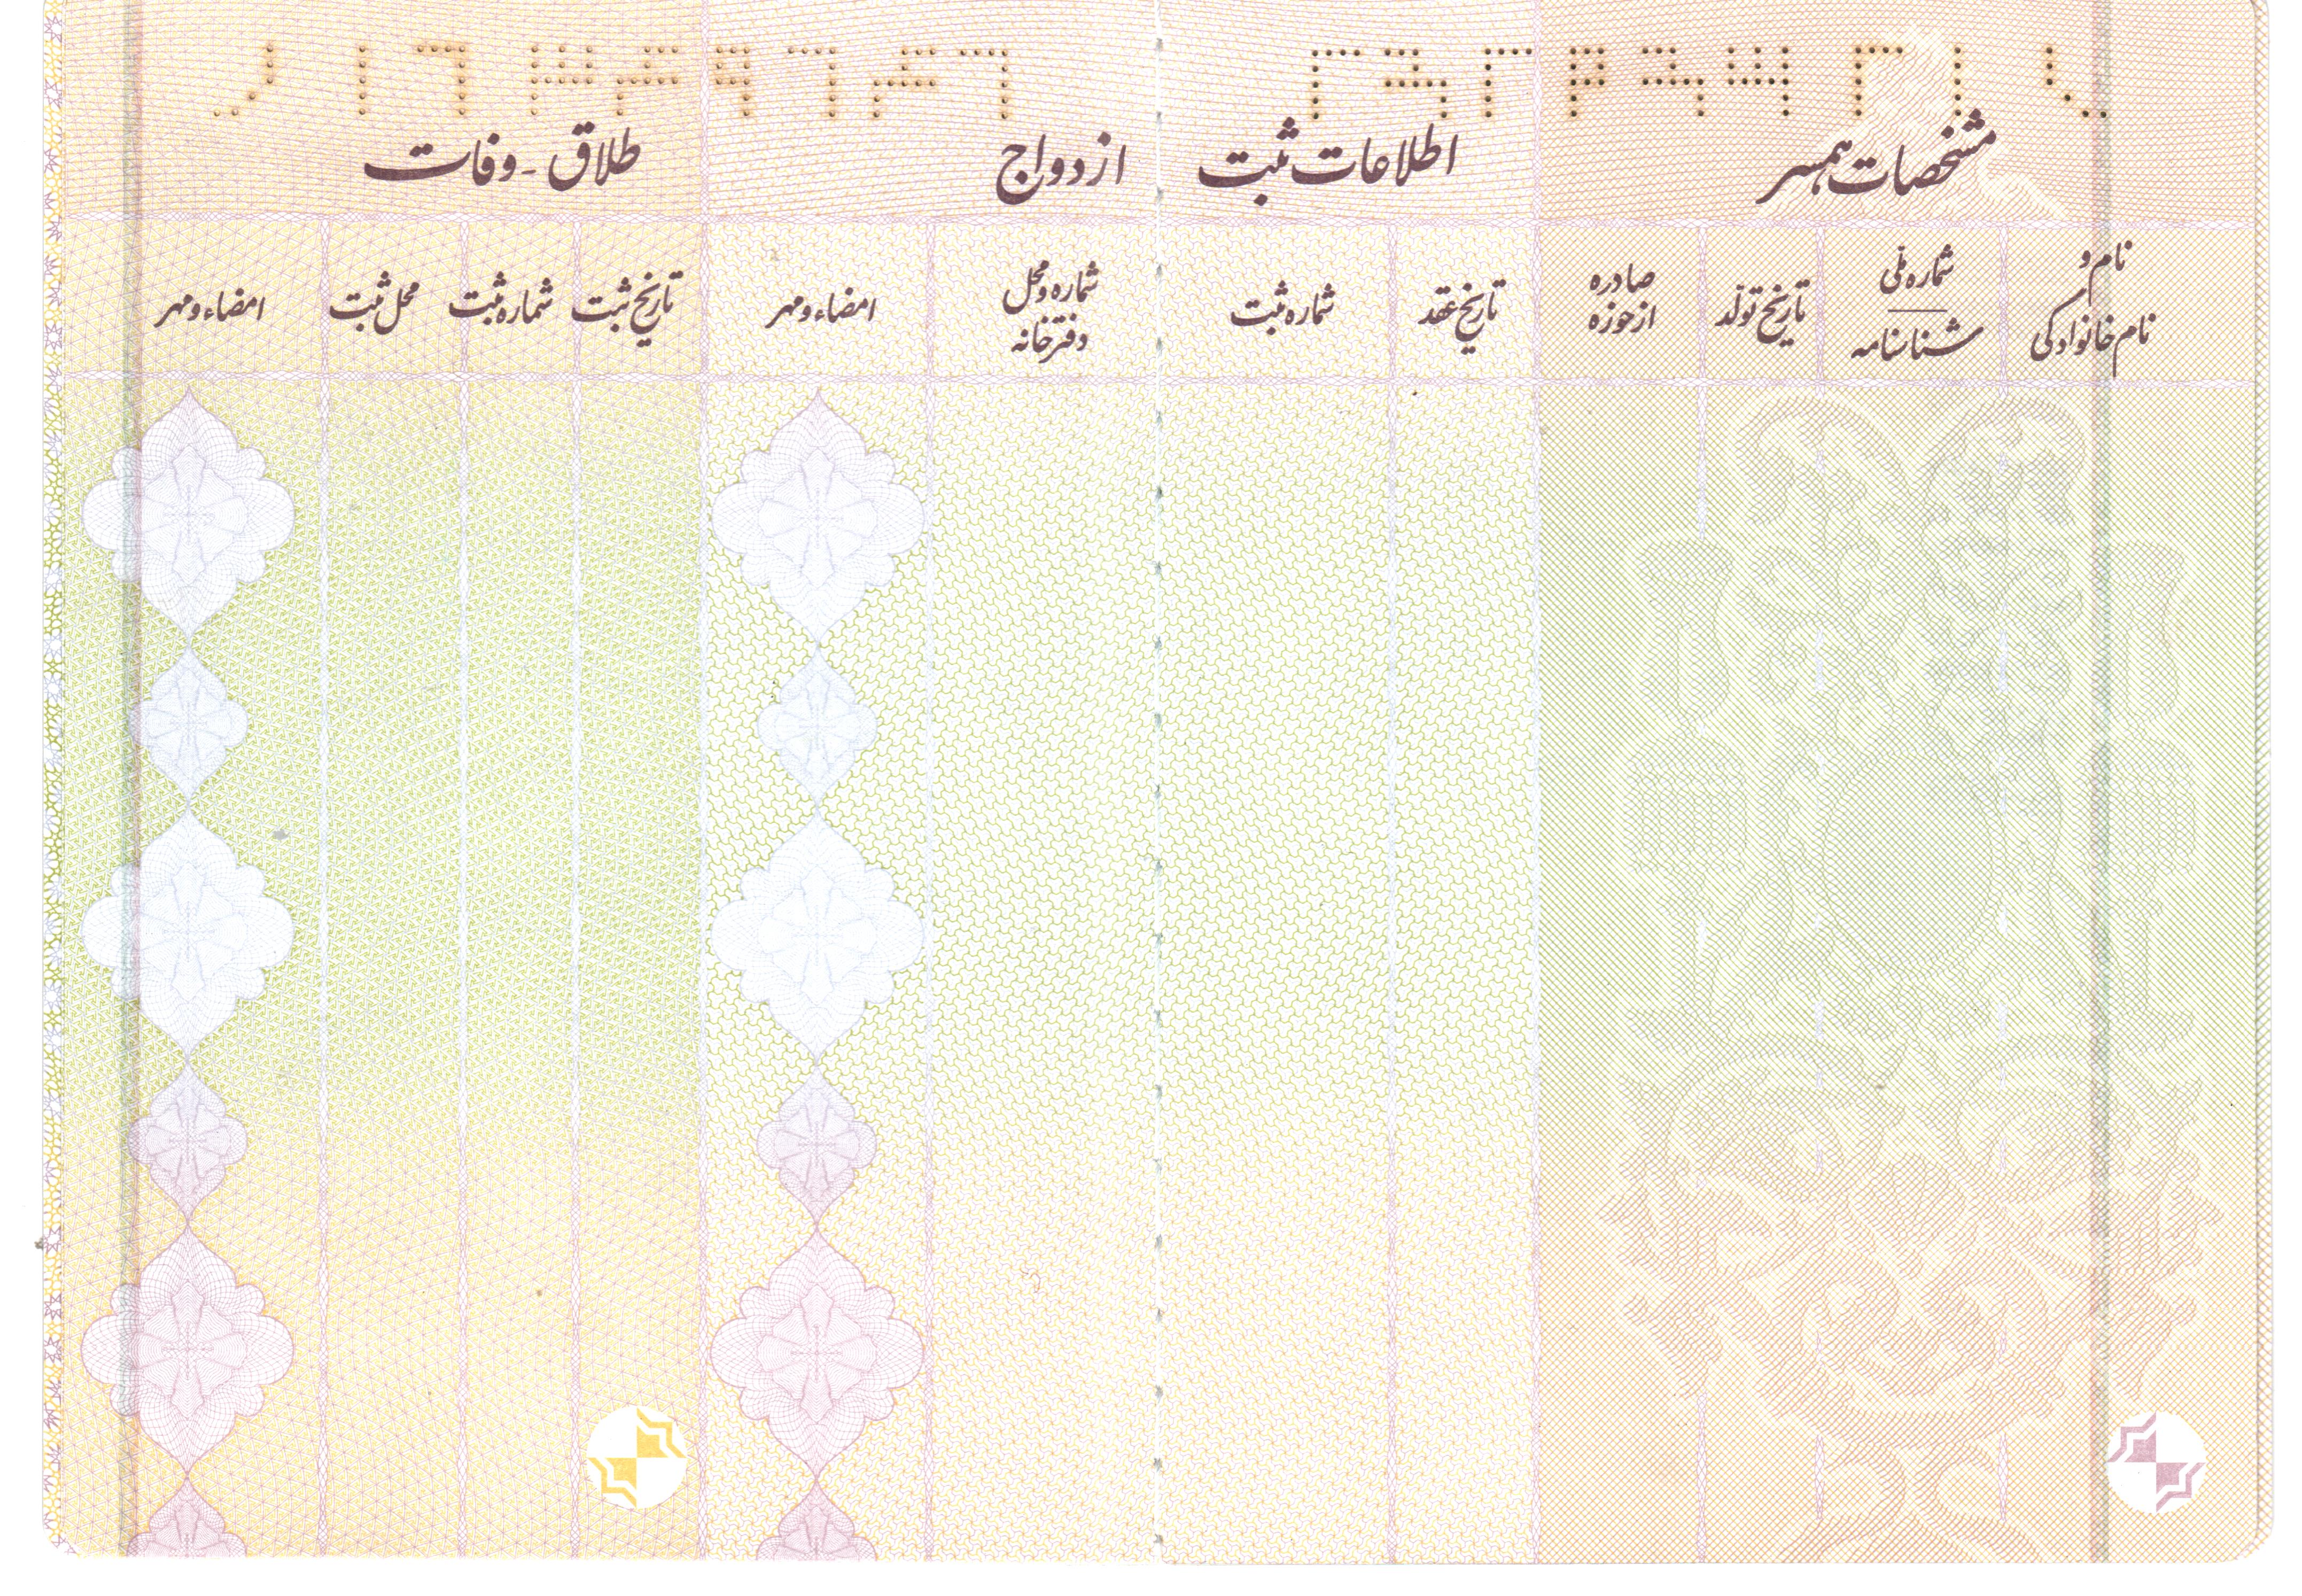 مشخصات همسر
اطلاعات ثبت ازدواج
طلاق - وفات
نام و نام خانوادگی
شماره ملی
شناسنامه
تاریخ تولد
صادره از حوزه
تاریخ عقد
شماره ثبت
شماره و محل دفترخانه
امضاء و مهر
تاریخ ثبت
شماره ثبت
محل ثبت
امضاء و مهر